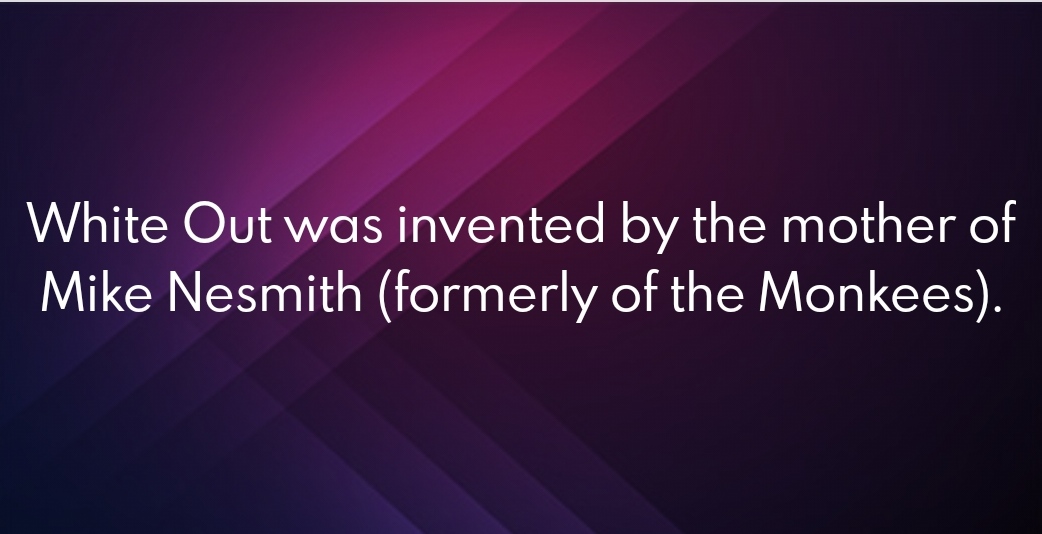 White Out was invented by the mother of
Mike Nesmith (formerly of the Monkees).